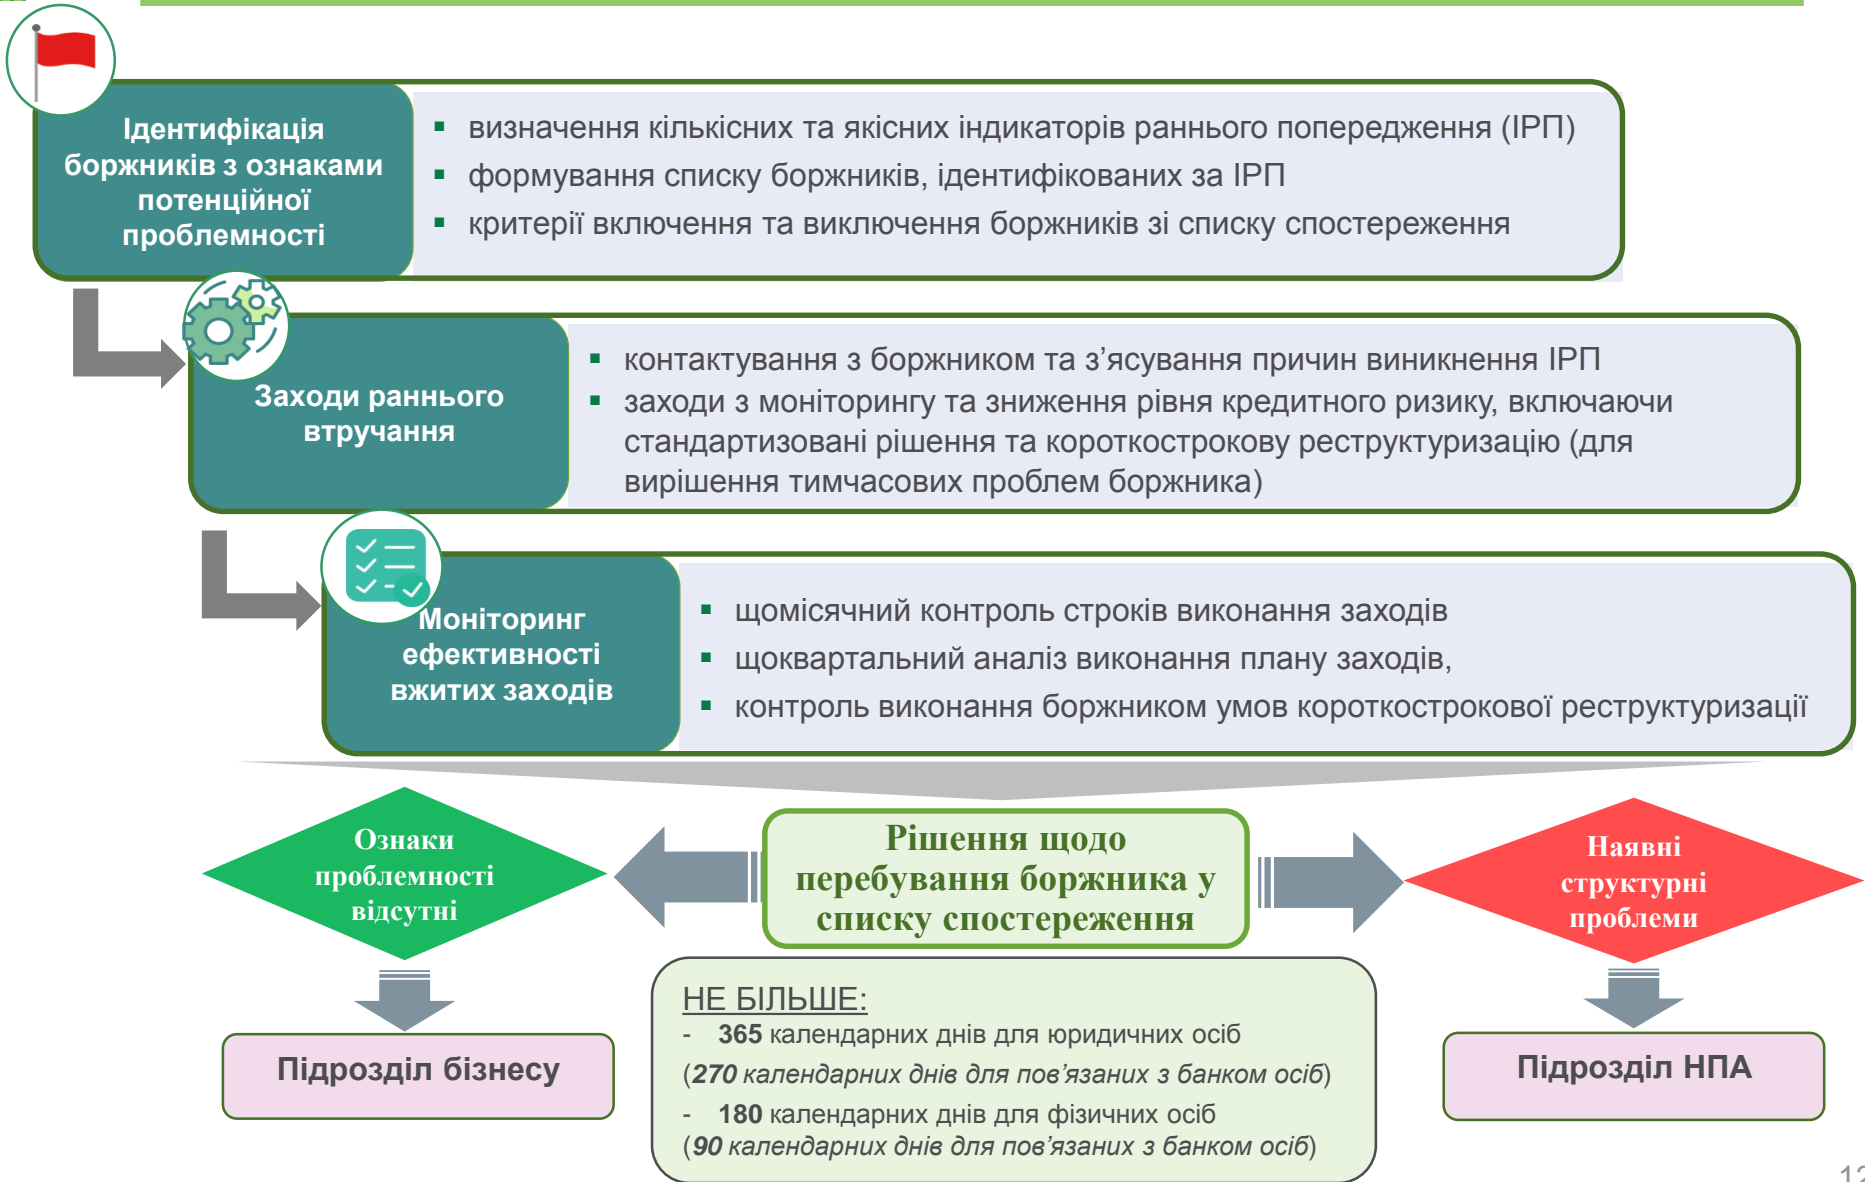 Ідентифікація
боржників з ознаками
потенційної
проблемності
▪ визначення кількісних та якісних індикаторів раннього попередження (ІРП)
▪ формування списку боржників, ідентифікованих за ІРП
▪ критерії включення та виключення боржників зі списку спостереження
Заходи раннього
втручання
▪ контактування з боржником та з’ясування причин виникнення ІРП
▪ заходи з моніторингу та зниження рівня кредитного ризику, включаючи
стандартизовані рішення та короткострокову реструктуризацію (для
вирішення тимчасових проблем боржника)
Моніторинг
ефективності
вжитих заходів
▪ щомісячний контроль строків виконання заходів
▪ щоквартальний аналіз виконання плану заходів,
▪ контроль виконання боржником умов короткострокової реструктуризації
Ознаки
проблемності
відсутні
Рішення щодо
перебування боржника у
списку спостереження
Наявні
структурні
проблеми
Підрозділ бізнесу
НЕ БІЛЬШЕ:
- 365 календарних днів для юридичних осіб
(270 календарних днів для пов’язаних з банком осіб)
- 180 календарних днів для фізичних осіб
(90 календарних днів для пов’язаних з банком осіб)
Підрозділ НПА
12